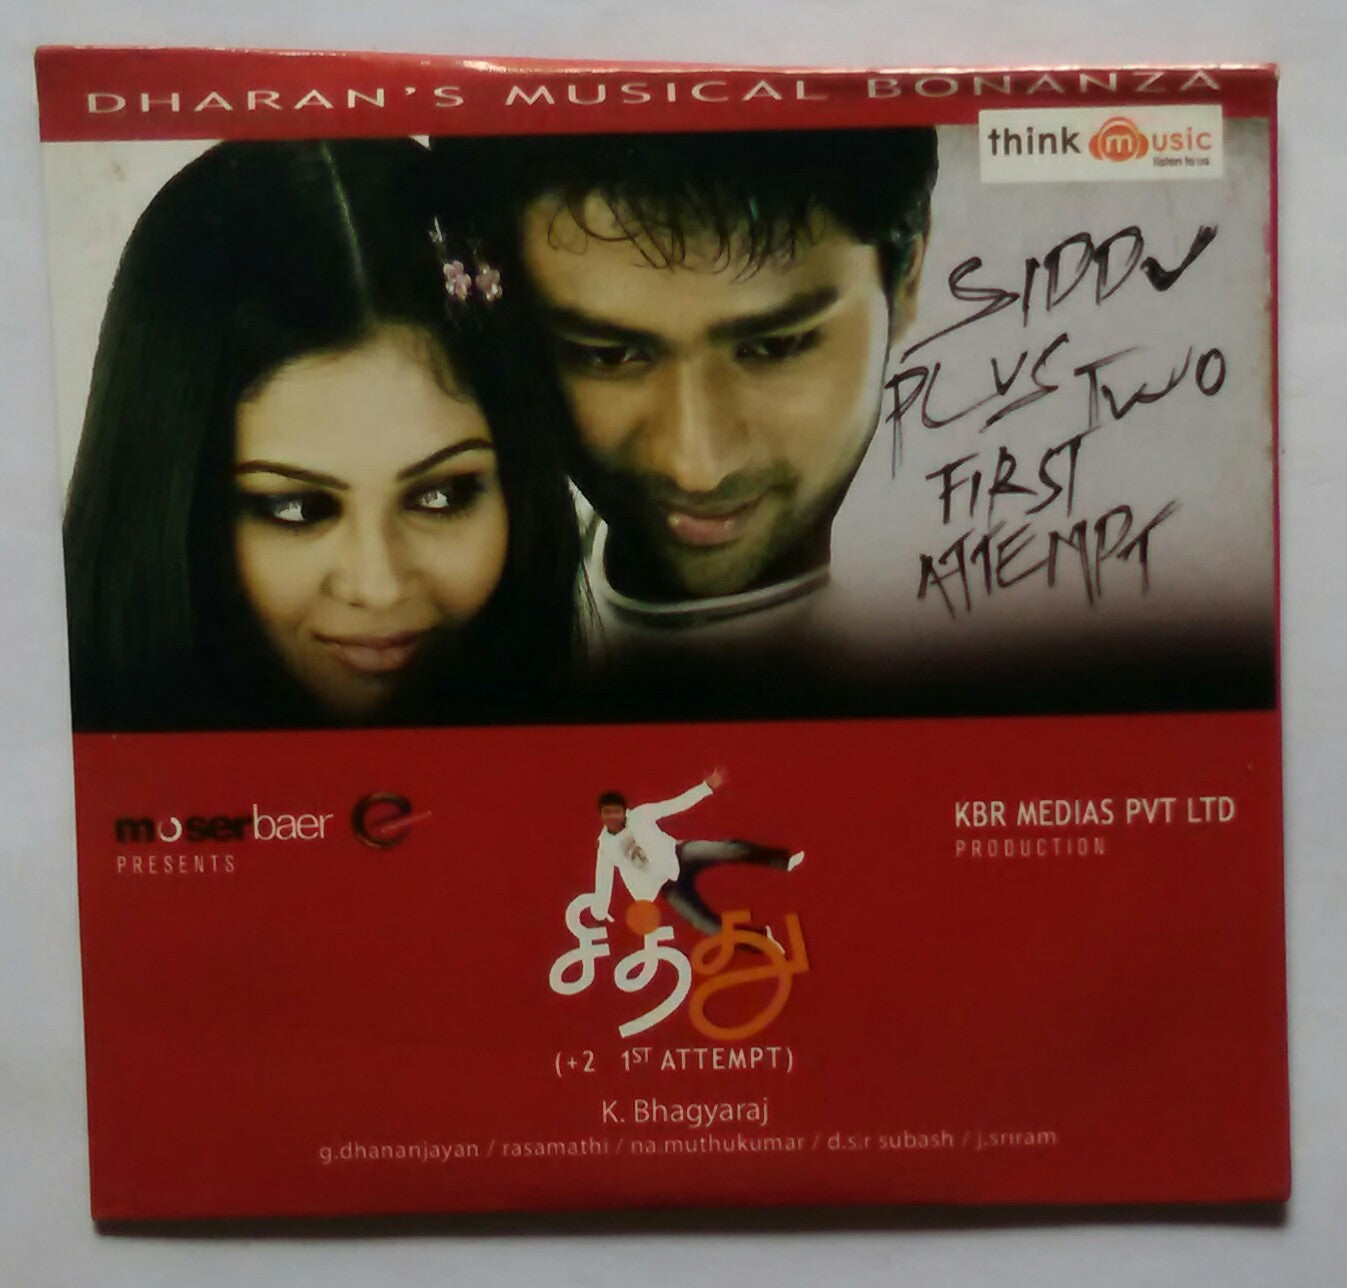 DHARAN'S MUSICAL BONANZA
think music
listen to us
SIDDU
PLUS TWO
FIRST
ATTEMPT
moserbaer e
PRESENTS
KBR MEDIAS PVT LTD
PRODUCTION
சித்து
(+2 1ST ATTEMPT)
K. Bhagyaraj
g.dhananjayan / rasamathi / na.muthukumar / d.s.r subash / j.sriram